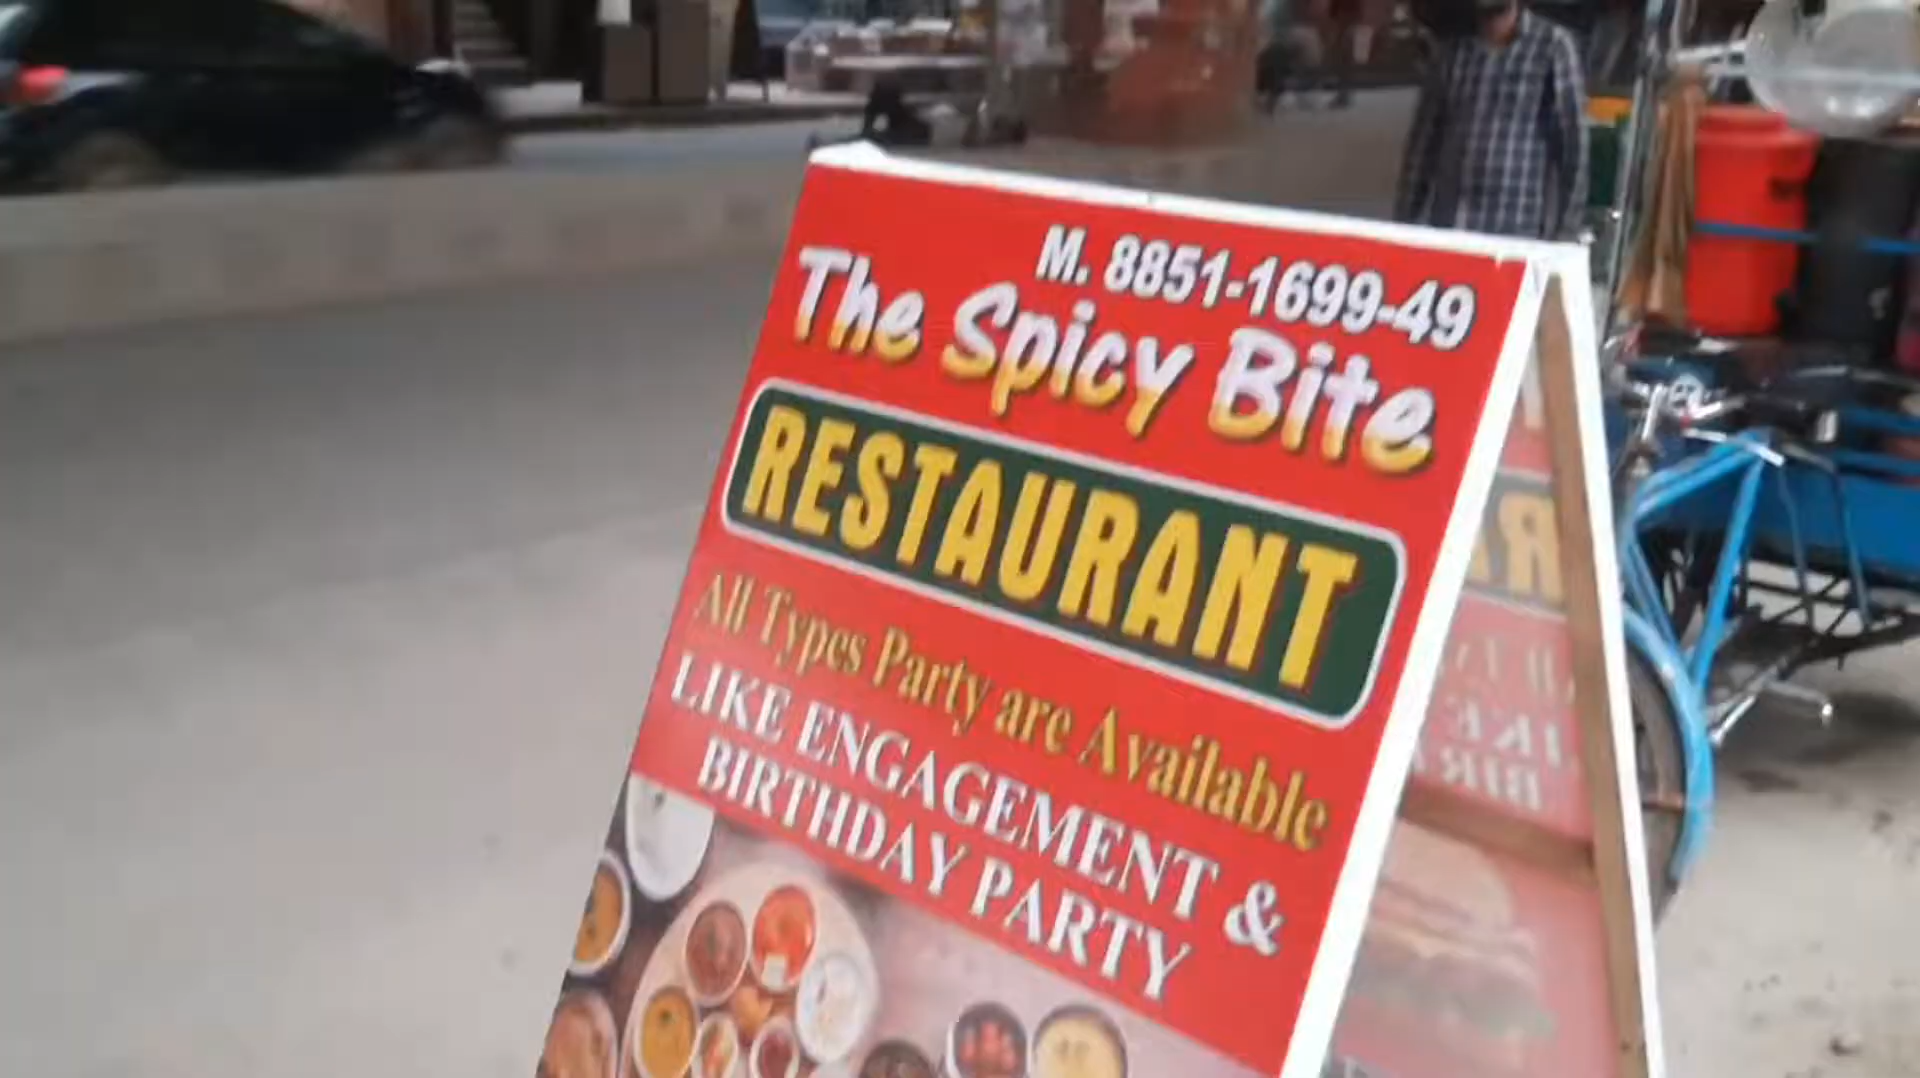 M. 8851-1699-49
The Spicy Bite
RESTAURANT
All Types Party are Available
LIKE ENGAGEMENT &
BIRTHDAY PARTY